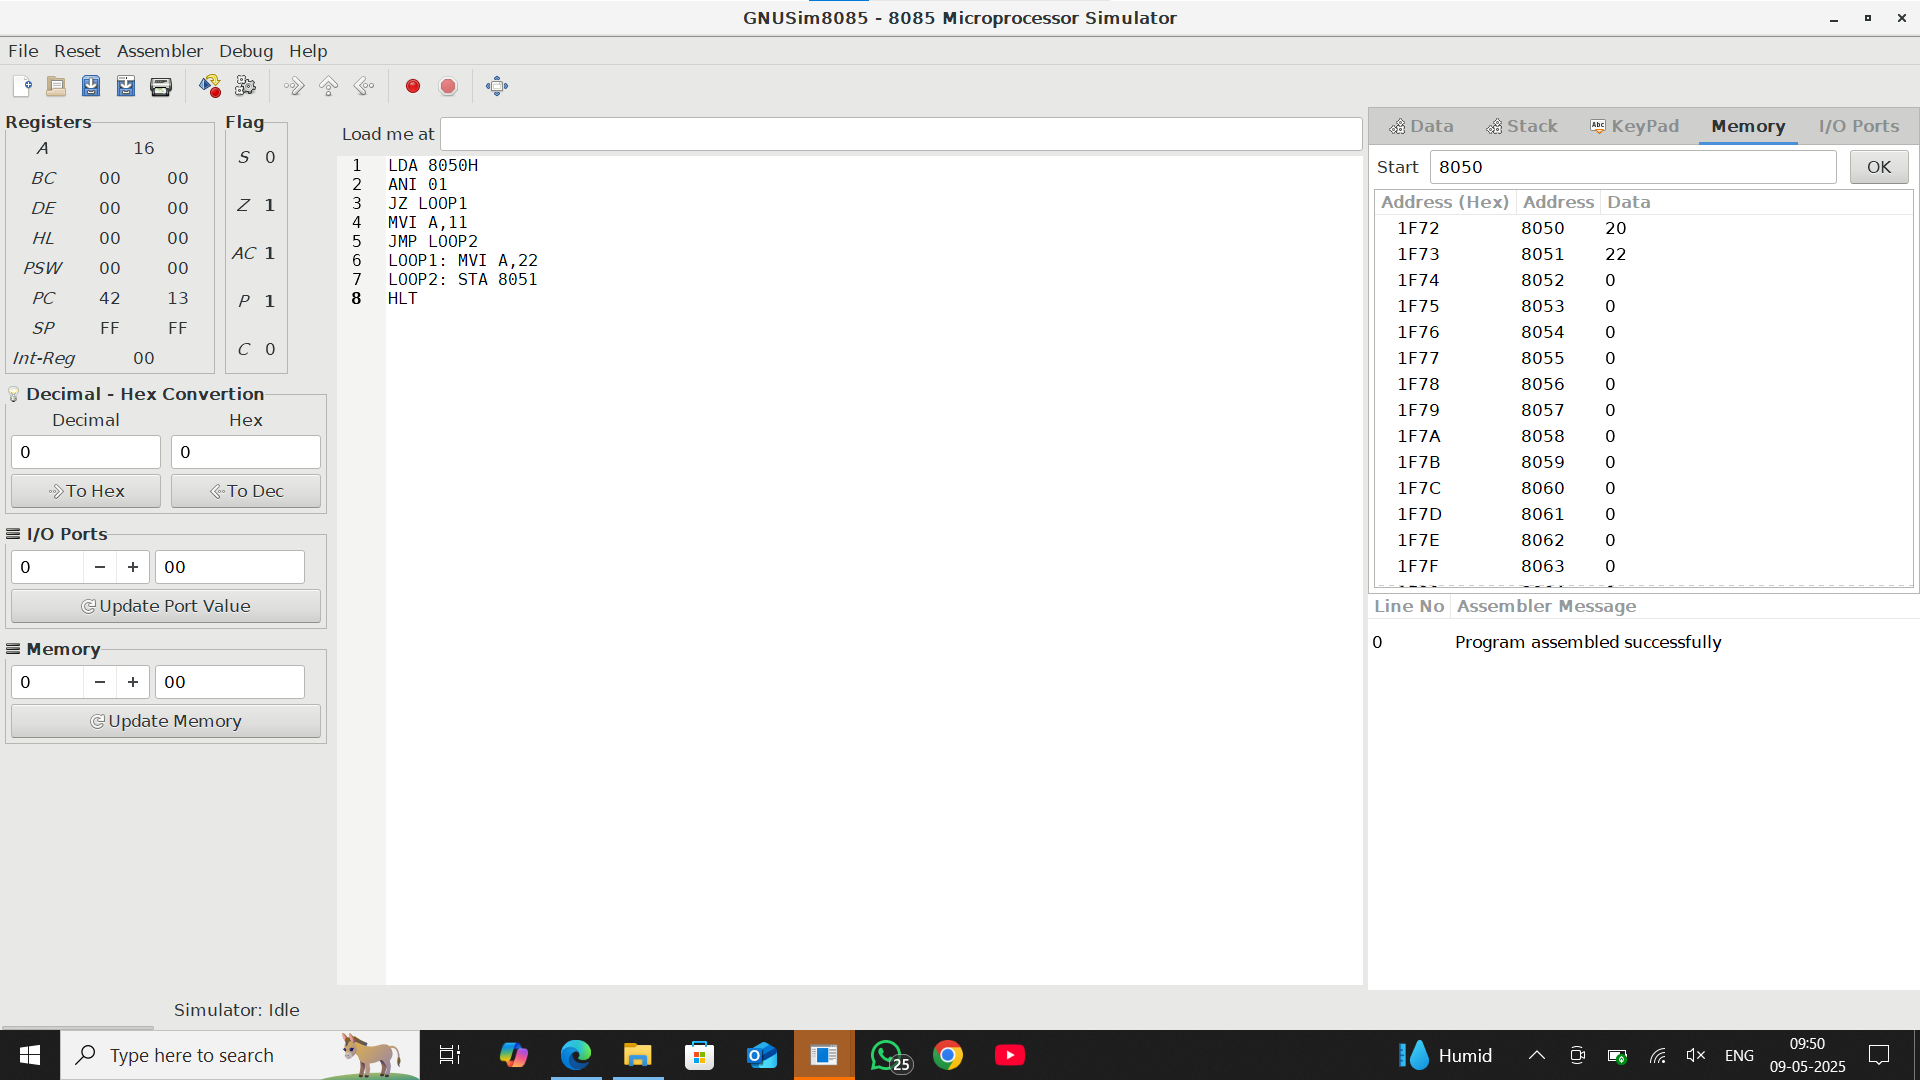 GNUSim8085 - 8085 Microprocessor Simulator
File Reset Assembler Debug Help
Registers
A 16
BC 00 00
DE 00 00
HL 00 00
PSW 00 00
PC 42 13
SP FF FF
Int-Reg 00
Flag
S 0
Z 1
AC 1
P 1
C 0
Decimal - Hex Convertion
Decimal Hex
0 0
To Hex To Dec
I/O Ports
0 − + 00
Update Port Value
Memory
0 − + 00
Update Memory
Load me at
1 LDA 8050H
2 ANI 01
3 JZ LOOP1
4 MVI A,11
5 JMP LOOP2
6 LOOP1: MVI A,22
7 LOOP2: STA 8051
8 HLT
Data Stack Abc KeyPad Memory I/O Ports
Start 8050 OK
Address (Hex) Address Data
1F72 8050 20
1F73 8051 22
1F74 8052 0
1F75 8053 0
1F76 8054 0
1F77 8055 0
1F78 8056 0
1F79 8057 0
1F7A 8058 0
1F7B 8059 0
1F7C 8060 0
1F7D 8061 0
1F7E 8062 0
1F7F 8063 0
Line No Assembler Message
0 Program assembled successfully
Simulator: Idle
Type here to search
25
Humid
ENG
09:50
09-05-2025